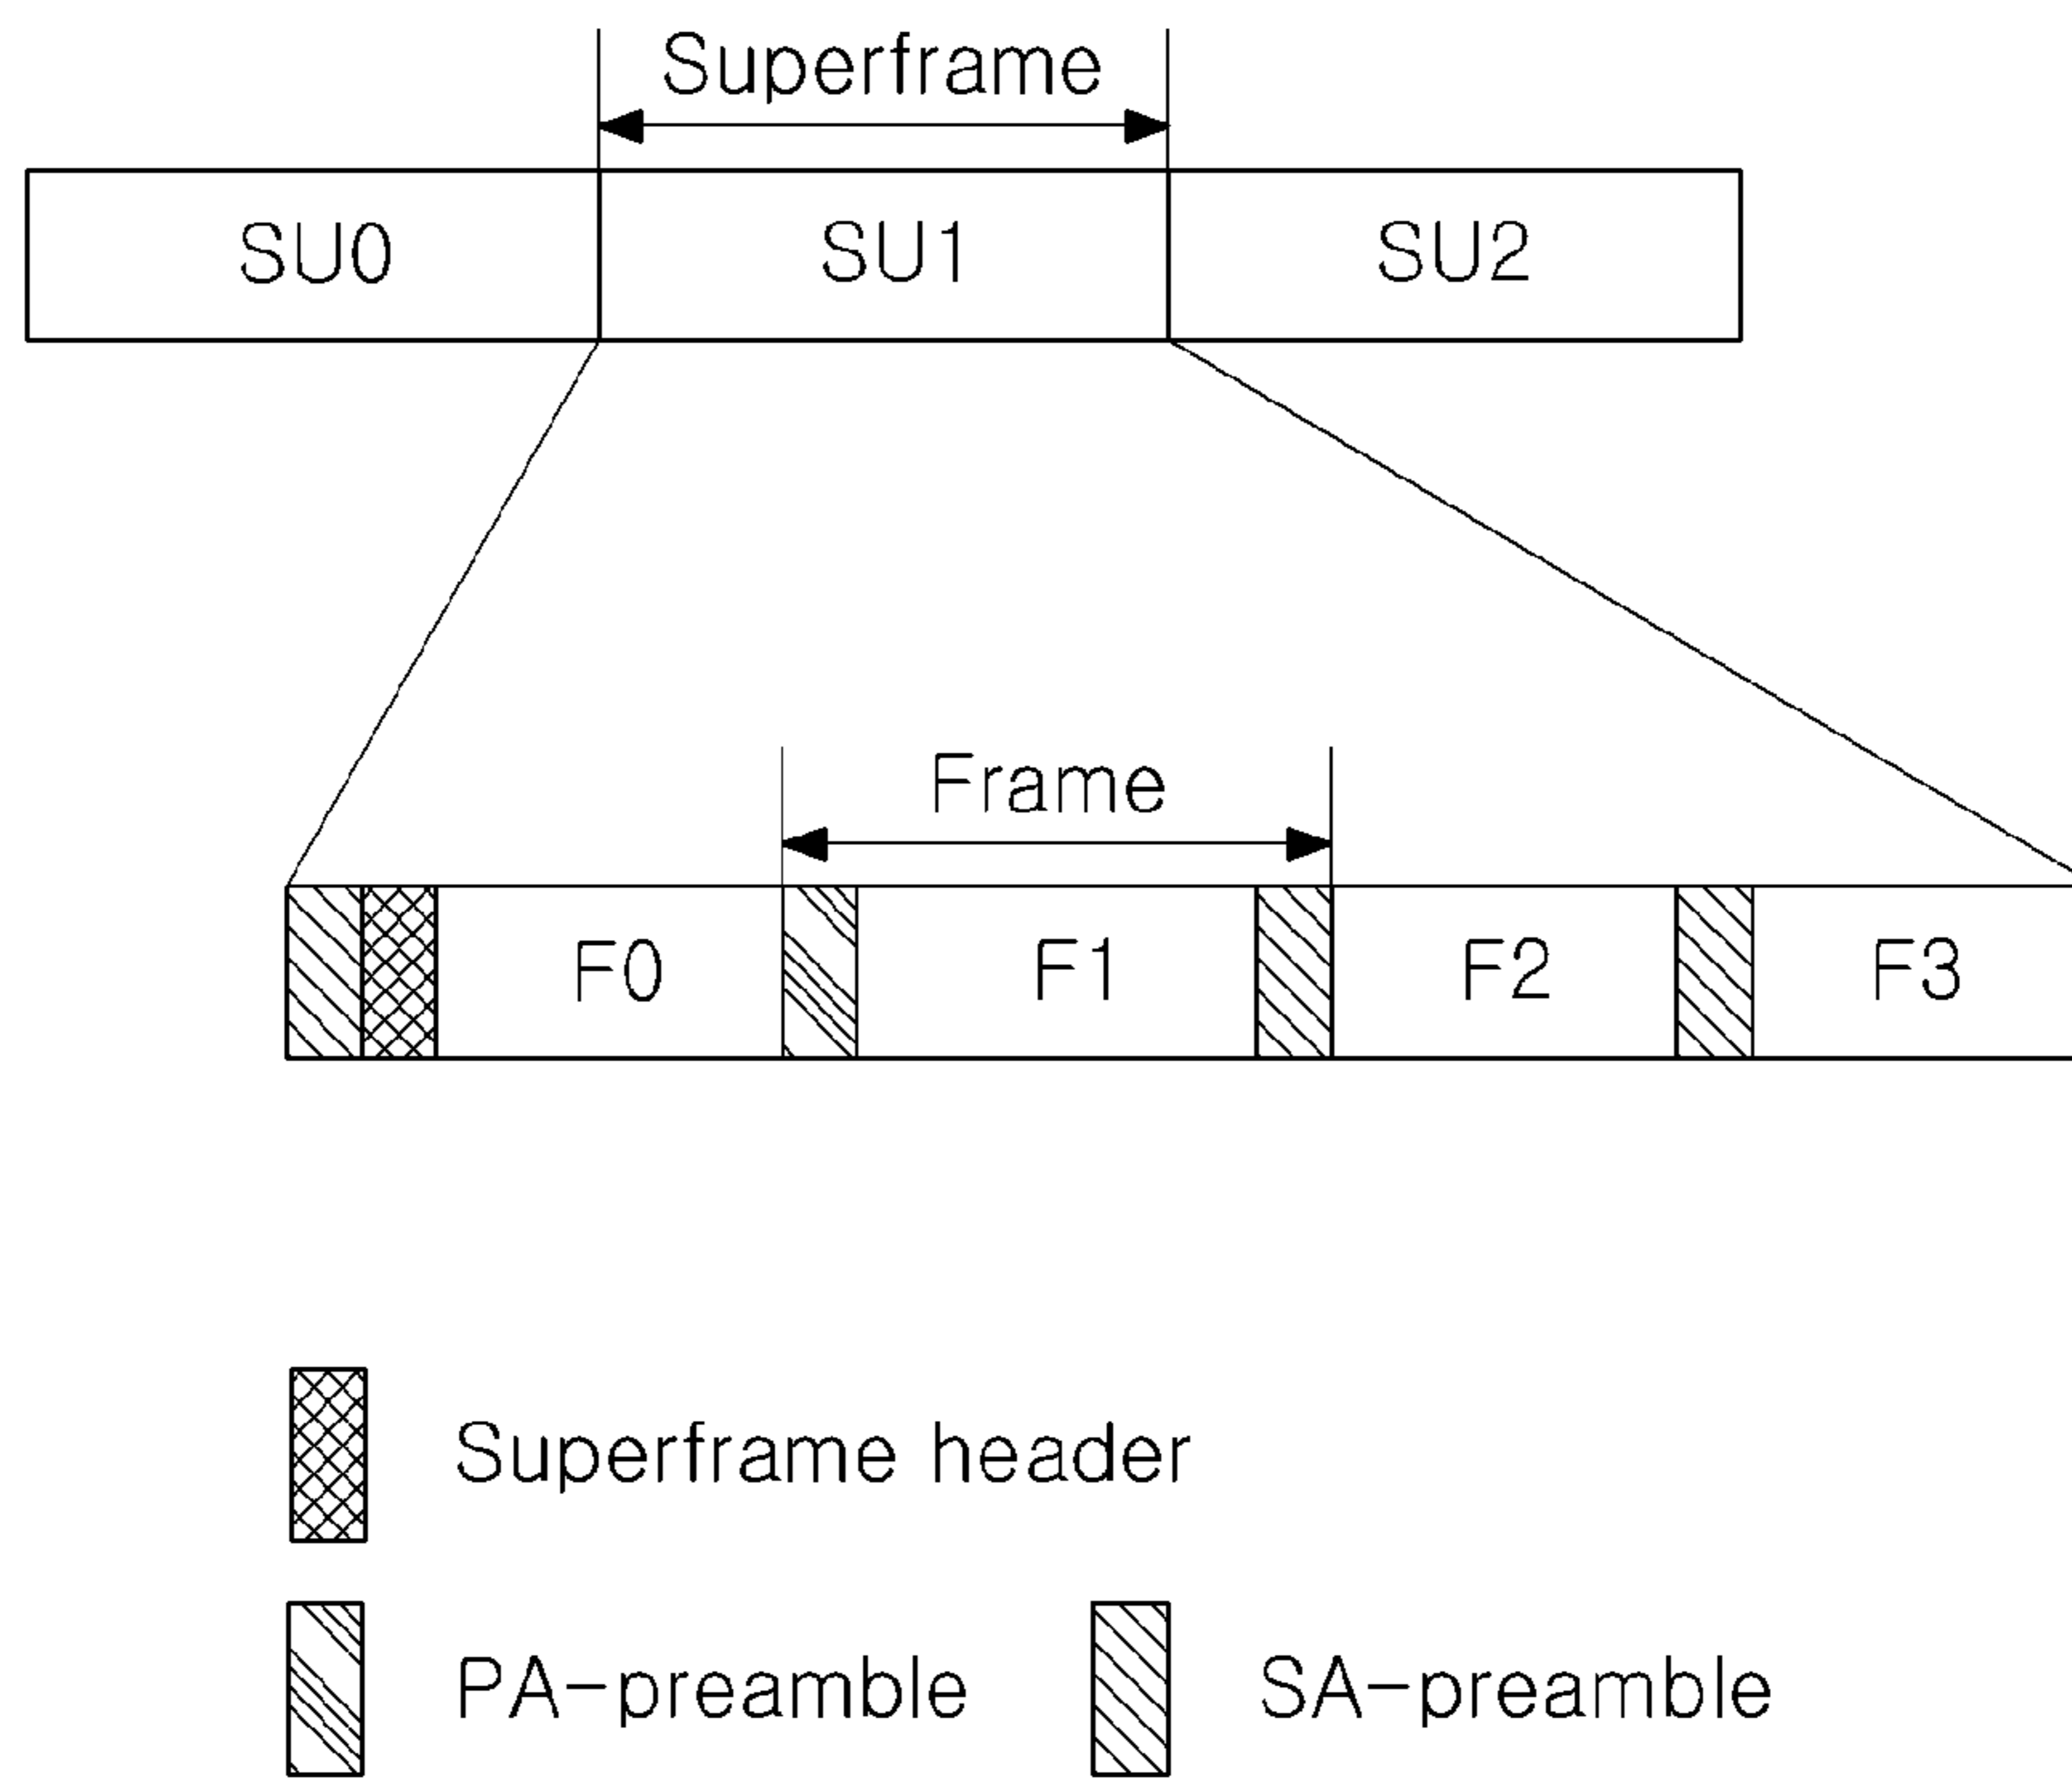 Superframe
SU0 SU1 SU2
Frame
F0 F1 F2 F3
Superframe header
PA-preamble SA-preamble